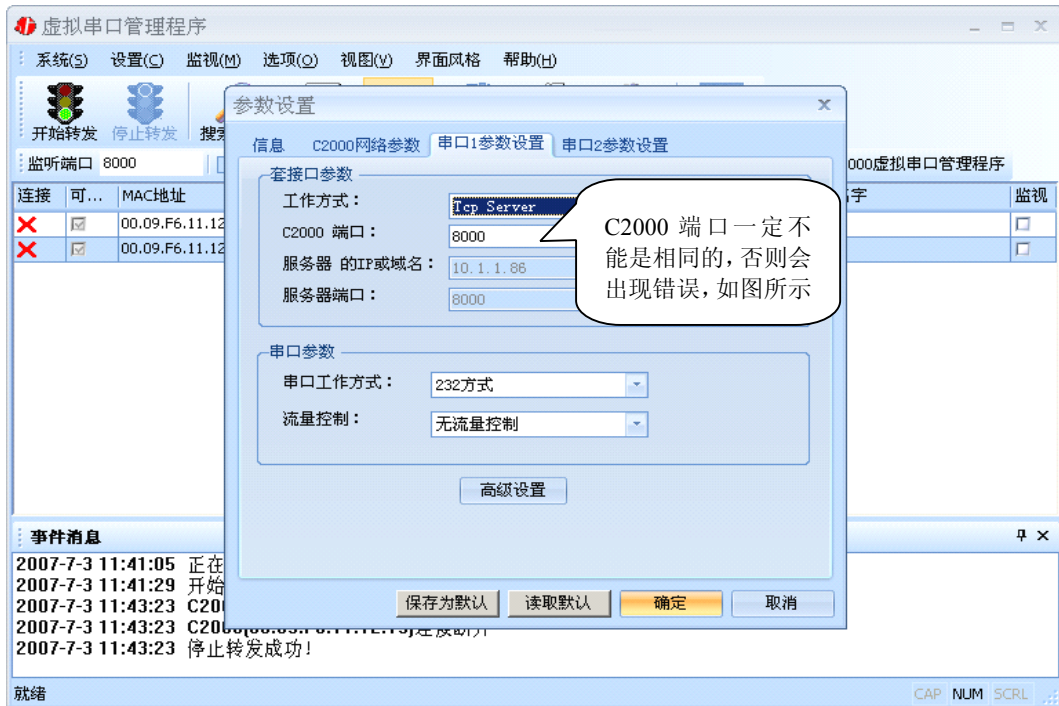 虚拟串口管理程序
系统(S) 设置(C) 监视(M) 选项(O) 视图(V) 界面风格 帮助(H)
开始转发 停止转发
监听端口 8000
000虚拟串口管理程序
连接 可... MAC地址 监视
00.09.F6.11.12
00.09.F6.11.12
参数设置
信息 C2000网络参数 串口1参数设置 串口2参数设置
套接口参数
工作方式： Tcp Server
C2000 端口： 8000
服务器 的IP或域名： 10.1.1.86
服务器端口： 8000
C2000 端口一定不
能是相同的，否则会
出现错误，如图所示
串口参数
串口工作方式： 232方式
流量控制： 无流量控制
高级设置
保存为默认 读取默认 确定 取消
事件消息
2007-7-3 11:41:05 正在
2007-7-3 11:41:29 开始
2007-7-3 11:43:23 C20
2007-7-3 11:43:23
2007-7-3 11:43:23 停止转发成功!
就绪
CAP NUM SCRL